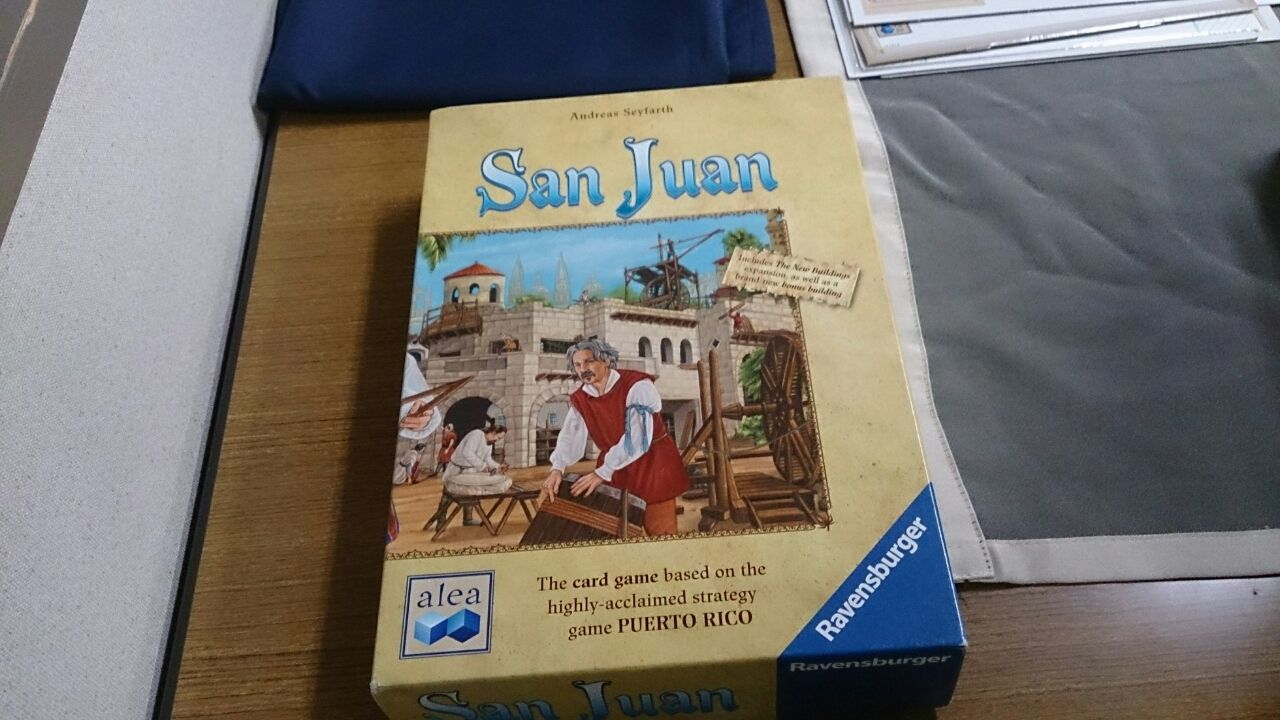 Andreas Seyfarth
San Juan
Includes The New Buildings
expansion, as well as a
brand-new bonus building
The card game based on the
highly-acclaimed strategy
game PUERTO RICO
alea
Ravensburger
Ravensburger
San Juan